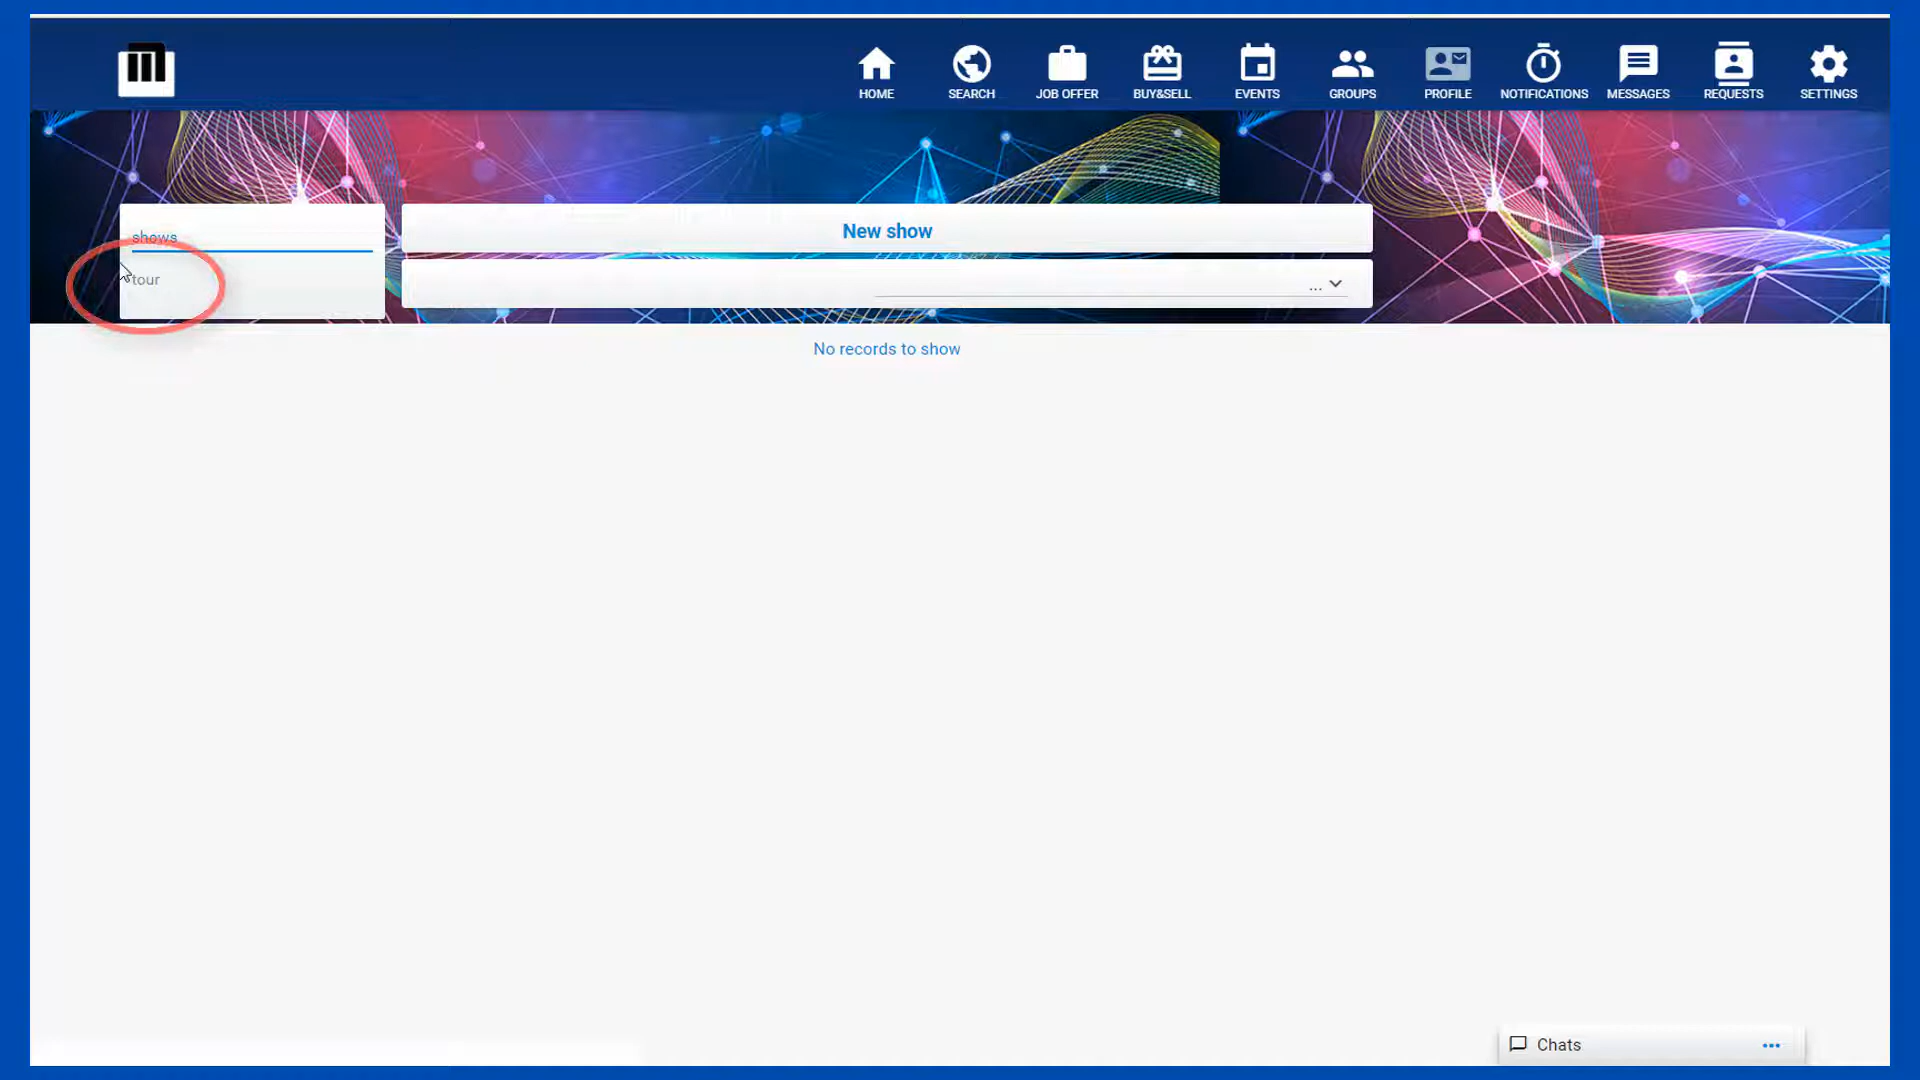 HOME SEARCH JOB OFFER BUY&SELL EVENTS GROUPS PROFILE NOTIFICATIONS MESSAGES REQUESTS SETTINGS
shows
New show
tour
...
No records to show
Chats